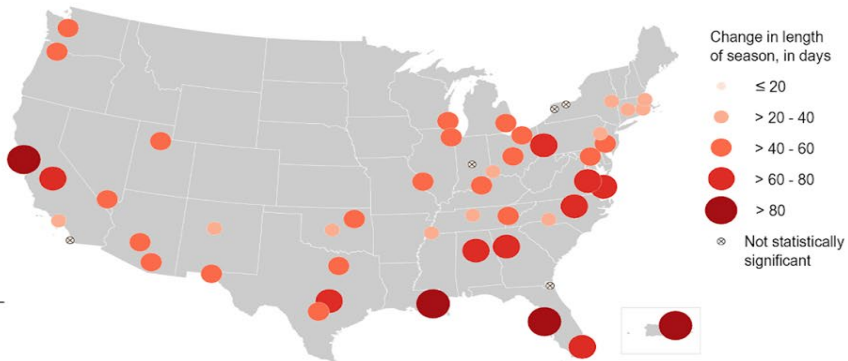 Change in length
of season, in days
≤ 20
> 20 - 40
> 40 - 60
> 60 - 80
> 80
Not statistically
significant